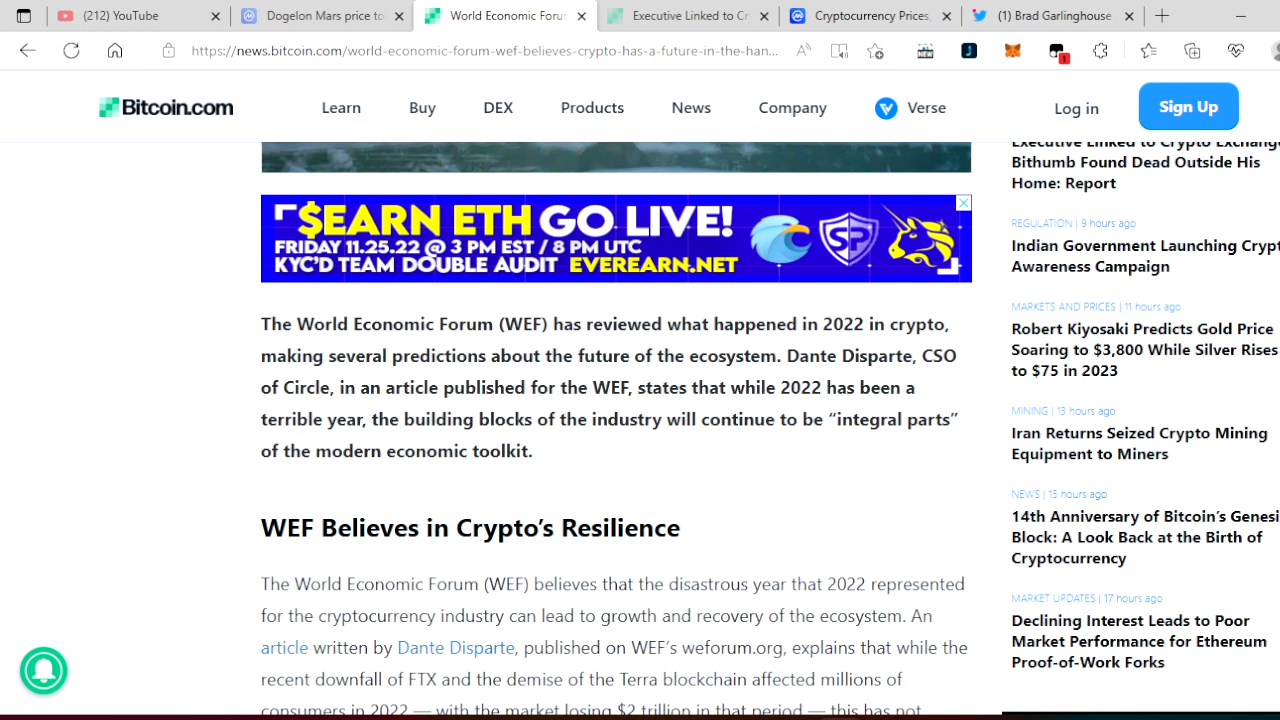 (212) YouTube
Dogelon Mars price to
World Economic Foru
Executive Linked to Cr
Cryptocurrency Prices,
(1) Brad Garlinghouse
https://news.bitcoin.com/world-economic-forum-wef-believes-crypto-has-a-future-in-the-han...
NEW
1
Bitcoin.com
Learn
Buy
DEX
Products
News
Company
Verse
Log in
Sign Up
$EARN ETH GO LIVE!
FRIDAY 11.25.22 @ 3 PM EST / 8 PM UTC
KYC'D TEAM DOUBLE AUDIT EVEREARN.NET
SP
The World Economic Forum (WEF) has reviewed what happened in 2022 in crypto,
making several predictions about the future of the ecosystem. Dante Disparte, CSO
of Circle, in an article published for the WEF, states that while 2022 has been a
terrible year, the building blocks of the industry will continue to be “integral parts”
of the modern economic toolkit.
WEF Believes in Crypto’s Resilience
The World Economic Forum (WEF) believes that the disastrous year that 2022 represented
for the cryptocurrency industry can lead to growth and recovery of the ecosystem. An
article written by Dante Disparte, published on WEF’s weforum.org, explains that while the
recent downfall of FTX and the demise of the Terra blockchain affected millions of
consumers in 2022 — with the market losing $2 trillion in that period — this has not
Executive Linked to Crypto Exchang
Bithumb Found Dead Outside His
Home: Report
REGULATION | 9 hours ago
Indian Government Launching Crypt
Awareness Campaign
MARKETS AND PRICES | 11 hours ago
Robert Kiyosaki Predicts Gold Price
Soaring to $3,800 While Silver Rises
to $75 in 2023
MINING | 13 hours ago
Iran Returns Seized Crypto Mining
Equipment to Miners
NEWS | 15 hours ago
14th Anniversary of Bitcoin’s Genesi
Block: A Look Back at the Birth of
Cryptocurrency
MARKET UPDATES | 17 hours ago
Declining Interest Leads to Poor
Market Performance for Ethereum
Proof-of-Work Forks